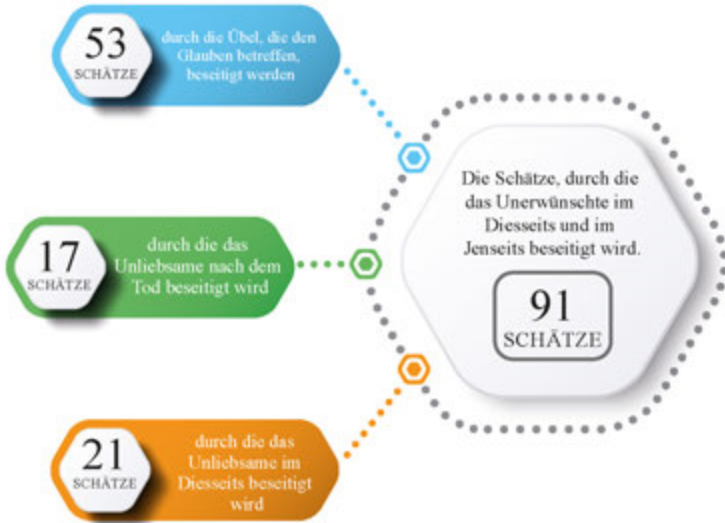 53
SCHÄTZE
durch die Übel, die den
Glauben betreffen,
beseitigt werden
17
SCHÄTZE
durch die das
Unliebsame nach dem
Tod beseitigt wird
21
SCHÄTZE
durch die das
Unliebsame im
Diesseits beseitigt
wird
Die Schätze, durch die
das Unerwünschte im
Diesseits und im
Jenseits beseitigt wird.
91
SCHÄTZE